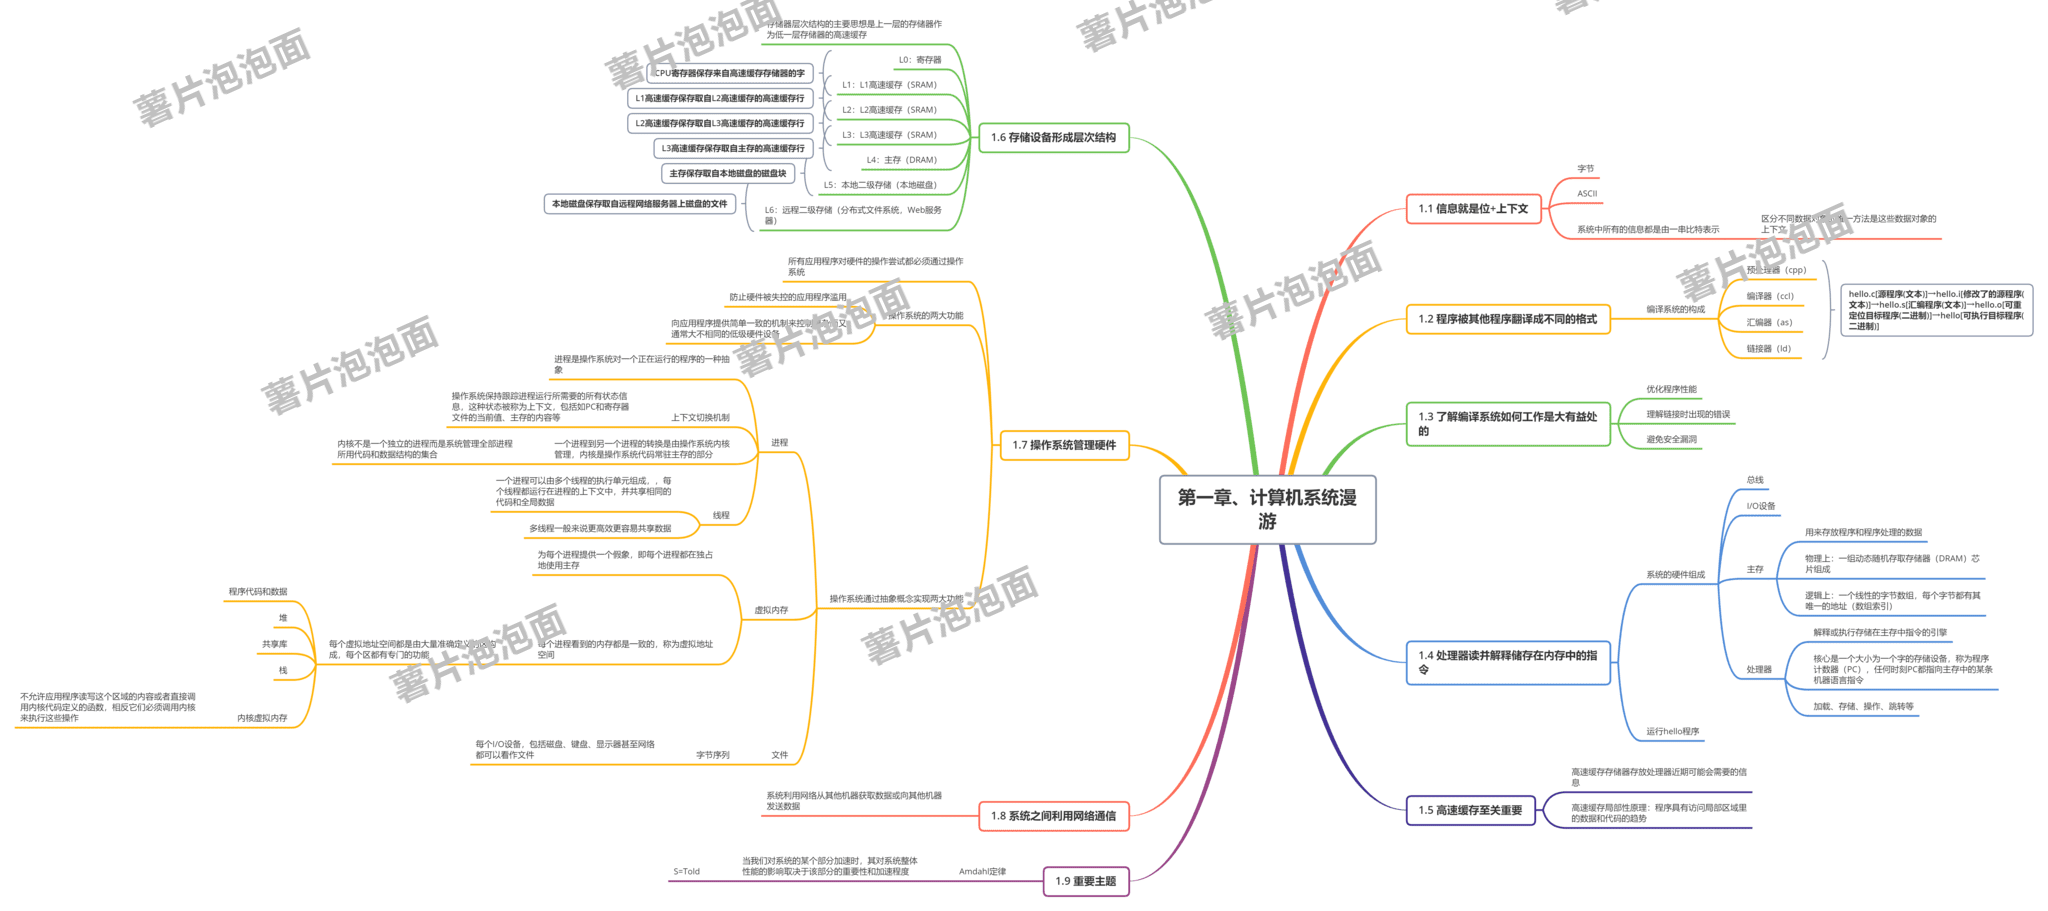 第一章、计算机系统漫
游
1.1 信息就是位+上下文
字节
ASCII
系统中所有的信息都是由一串比特表示
区分不同数据对
一方法是这些数据对象的
上下文
1.2 程序被其他程序翻译成不同的格式
编译系统的构成
预处理器（cpp）
编译器（ccl）
汇编器（as）
链接器（ld）
hello.c[源程序(文本)]→hello.i[修改了的源程序(
文本)]→hello.s[汇编程序(文本)]→hello.o[可重
定位目标程序(二进制)]→hello[可执行目标程序(
二进制)]
1.3 了解编译系统如何工作是大有益处
的
优化程序性能
理解链接时出现的错误
避免安全漏洞
1.4 处理器读并解释储存在内存中的指
令
系统的硬件组成
总线
I/O设备
主存
用来存放程序和程序处理的数据
物理上：一组动态随机存取存储器（DRAM）芯
片组成
逻辑上：一个线性的字节数组，每个字节都有其
唯一的地址（数组索引）
处理器
解释或执行存储在主存中指令的引擎
核心是一个大小为一个字的存储设备，称为程序
计数器（PC），任何时刻PC都指向主存中的某条
机器语言指令
加载、存储、操作、跳转等
运行hello程序
1.5 高速缓存至关重要
高速缓存存储器存放处理器近期可能会需要的信
息
高速缓存局部性原理：程序具有访问局部区域里
的数据和代码的趋势
1.6 存储设备形成层次结构
存储器层次结构的主要思想是上一层的存储器作
为低一层存储器的高速缓存
L0：寄存器
L1：L1高速缓存（SRAM）
L2：L2高速缓存（SRAM）
L3：L3高速缓存（SRAM）
L4：主存（DRAM）
L5：本地二级存储（本地磁盘）
L6：远程二级存储（分布式文件系统，Web服务
器）
CPU寄存器保存来自高速缓存存储器的字
L1高速缓存保存取自L2高速缓存的高速缓存行
L2高速缓存保存取自L3高速缓存的高速缓存行
L3高速缓存保存取自主存的高速缓存行
主存保存取自本地磁盘的磁盘块
本地磁盘保存取自远程网络服务器上磁盘的文件
1.7 操作系统管理硬件
所有应用程序对硬件的操作尝试都必须通过操作
系统
操作系统的两大功能
防止硬件被失控的应用程序滥用
向应用程序提供简单一致的机制来控
又
通常大不相同的低级硬件设备
操作系统通过抽象概念实现两大功能
进程
进程是操作系统对一个正在运行的程序的一种抽
象
上下文切换机制
操作系统保持跟踪进程运行所需要的所有状态信
息，这种状态被称为上下文，包括如PC和寄存器
文件的当前值、主存的内容等
一个进程到另一个进程的转换是由操作系统内核
管理，内核是操作系统代码常驻主存的部分
内核不是一个独立的进程而是系统管理全部进程
所用代码和数据结构的集合
线程
一个进程可以由多个线程的执行单元组成，，每
个线程都运行在进程的上下文中，并共享相同的
代码和全局数据
多线程一般来说更高效更容易共享数据
虚拟内存
为每个进程提供一个假象，即每个进程都在独占
地使用主存
每个进程看到的内存都是一致的，称为虚拟地址
空间
每个虚拟地址空间都是由大量准确定义
构
成，每个区都有专门的功能
程序代码和数据
堆
共享库
栈
内核虚拟内存
不允许应用程序读写这个区域的内容或者直接调
用内核代码定义的函数，相反它们必须调用内核
来执行这些操作
文件
字节序列
每个I/O设备，包括磁盘、键盘、显示器甚至网络
都可以看作文件
1.8 系统之间利用网络通信
系统利用网络从其他机器获取数据或向其他机器
发送数据
1.9 重要主题
Amdahl定律
当我们对系统的某个部分加速时，其对系统整体
性能的影响取决于该部分的重要性和加速程度
S=Told
薯片泡泡面
薯片泡泡面
薯片泡泡面
薯片泡泡面
薯片泡泡面
薯片泡泡面
薯片泡泡面
薯片泡泡面
薯片泡泡面